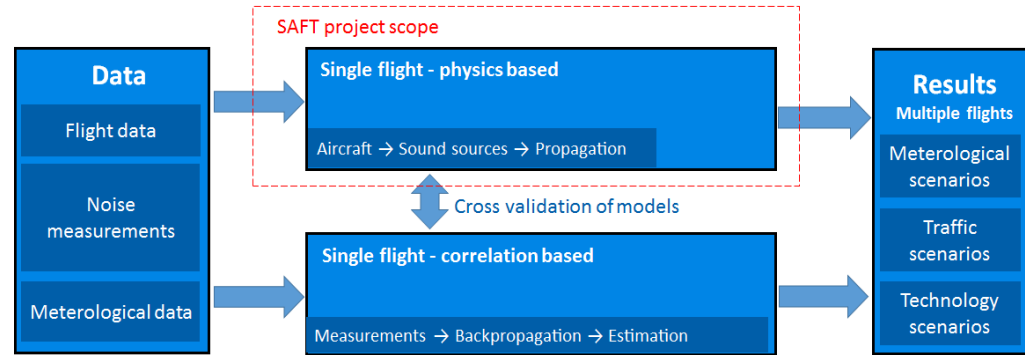 SAFT project scope
Data
Flight data
Noise
measurements
Meterological data
Single flight - physics based
Aircraft → Sound sources → Propagation
Cross validation of models
Single flight - correlation based
Measurements → Backpropagation → Estimation
Results
Multiple flights
Meterological
scenarios
Traffic
scenarios
Technology
scenarios